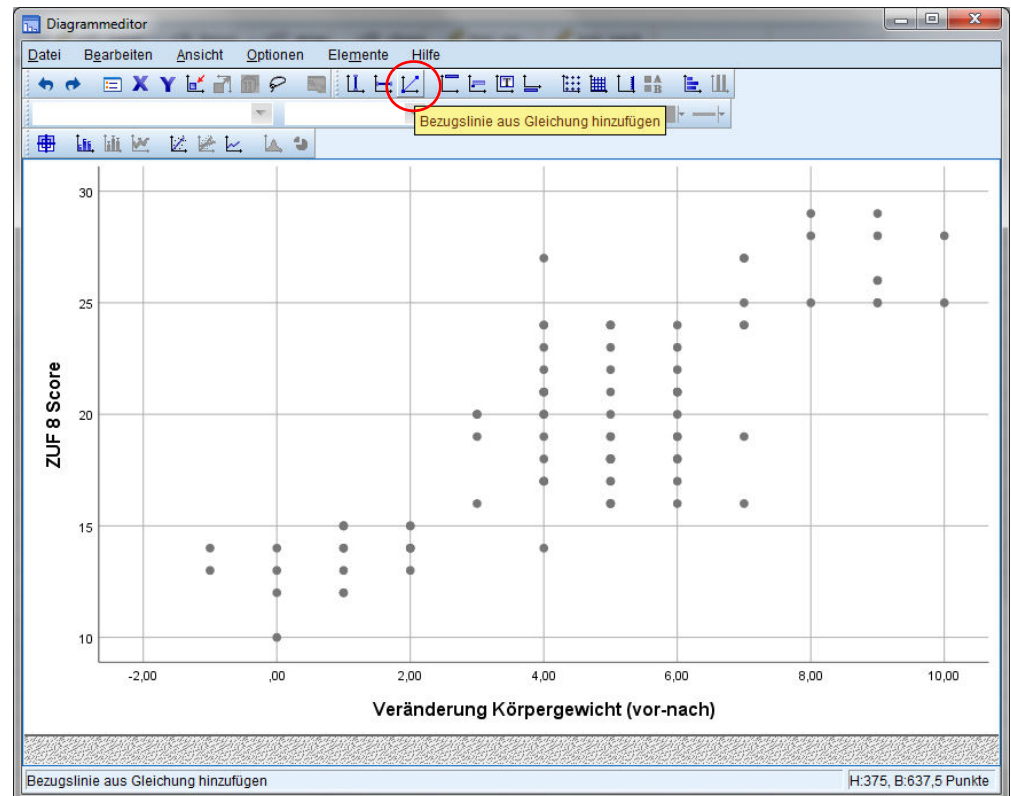 Diagrammeditor
Datei Bearbeiten Ansicht Optionen Elemente Hilfe
X Y
Bezugslinie aus Gleichung hinzufügen
30
25
20
15
10
ZUF 8 Score
-2,00 ,00 2,00 4,00 6,00 8,00 10,00
Veränderung Körpergewicht (vor-nach)
Bezugslinie aus Gleichung hinzufügen H:375, B:637,5 Punkte